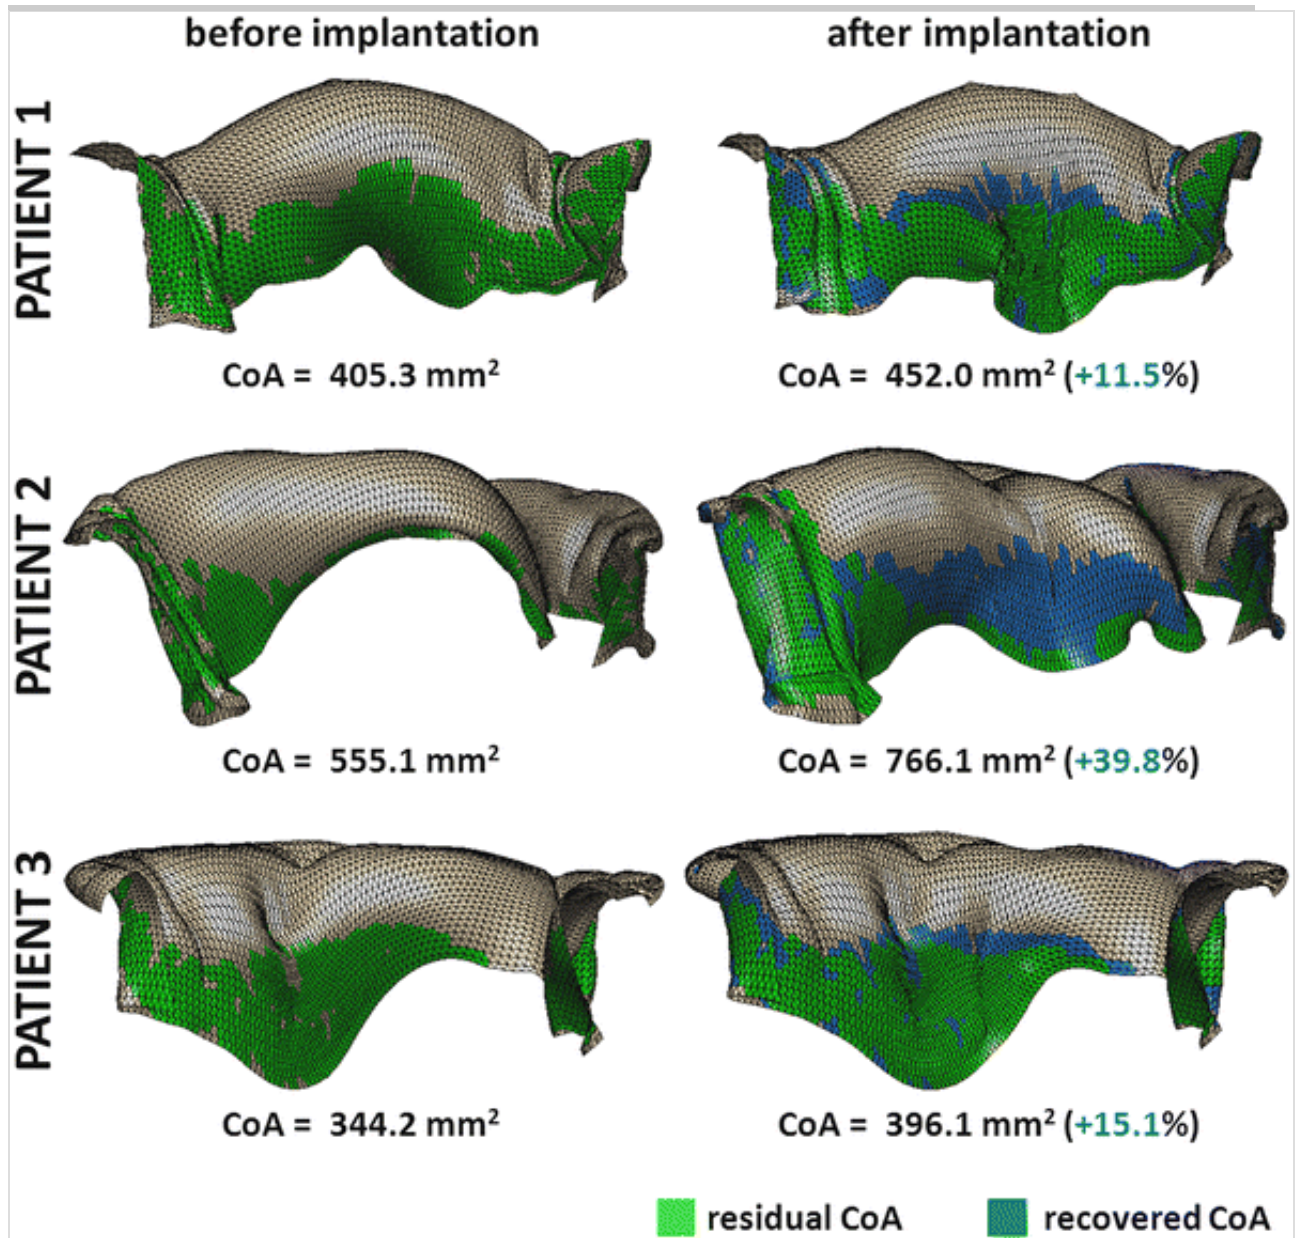 before implantation after implantation
PATIENT 1
CoA = 405.3 mm² CoA = 452.0 mm² (+11.5%)
PATIENT 2
CoA = 555.1 mm² CoA = 766.1 mm² (+39.8%)
PATIENT 3
CoA = 344.2 mm² CoA = 396.1 mm² (+15.1%)
residual CoA recovered CoA